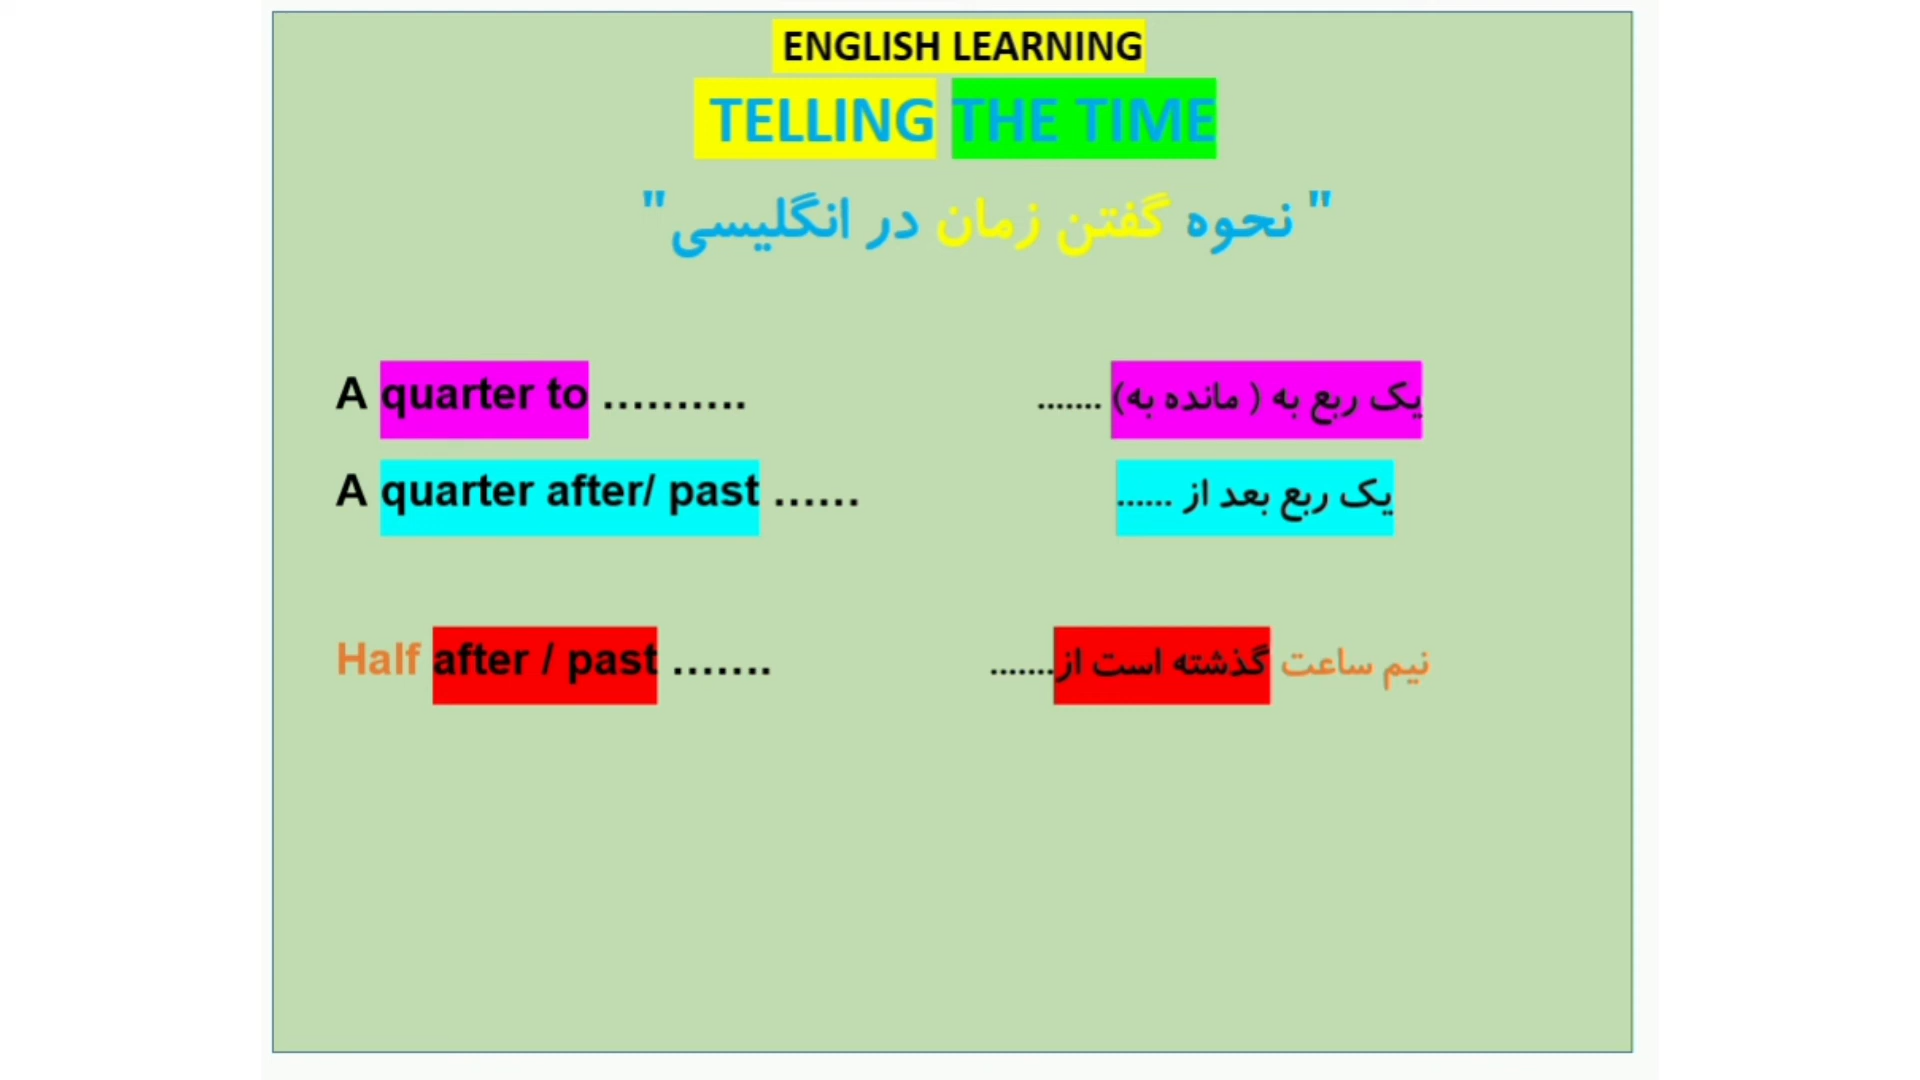 ENGLISH LEARNING
TELLING THE TIME
" نحوه گفتن زمان در انگلیسی"
A quarter to ………. یک ربع به ( مانده به) .......
A quarter after/ past …… یک ربع بعد از ......
Half after / past ……. نیم ساعت گذشته است از.......